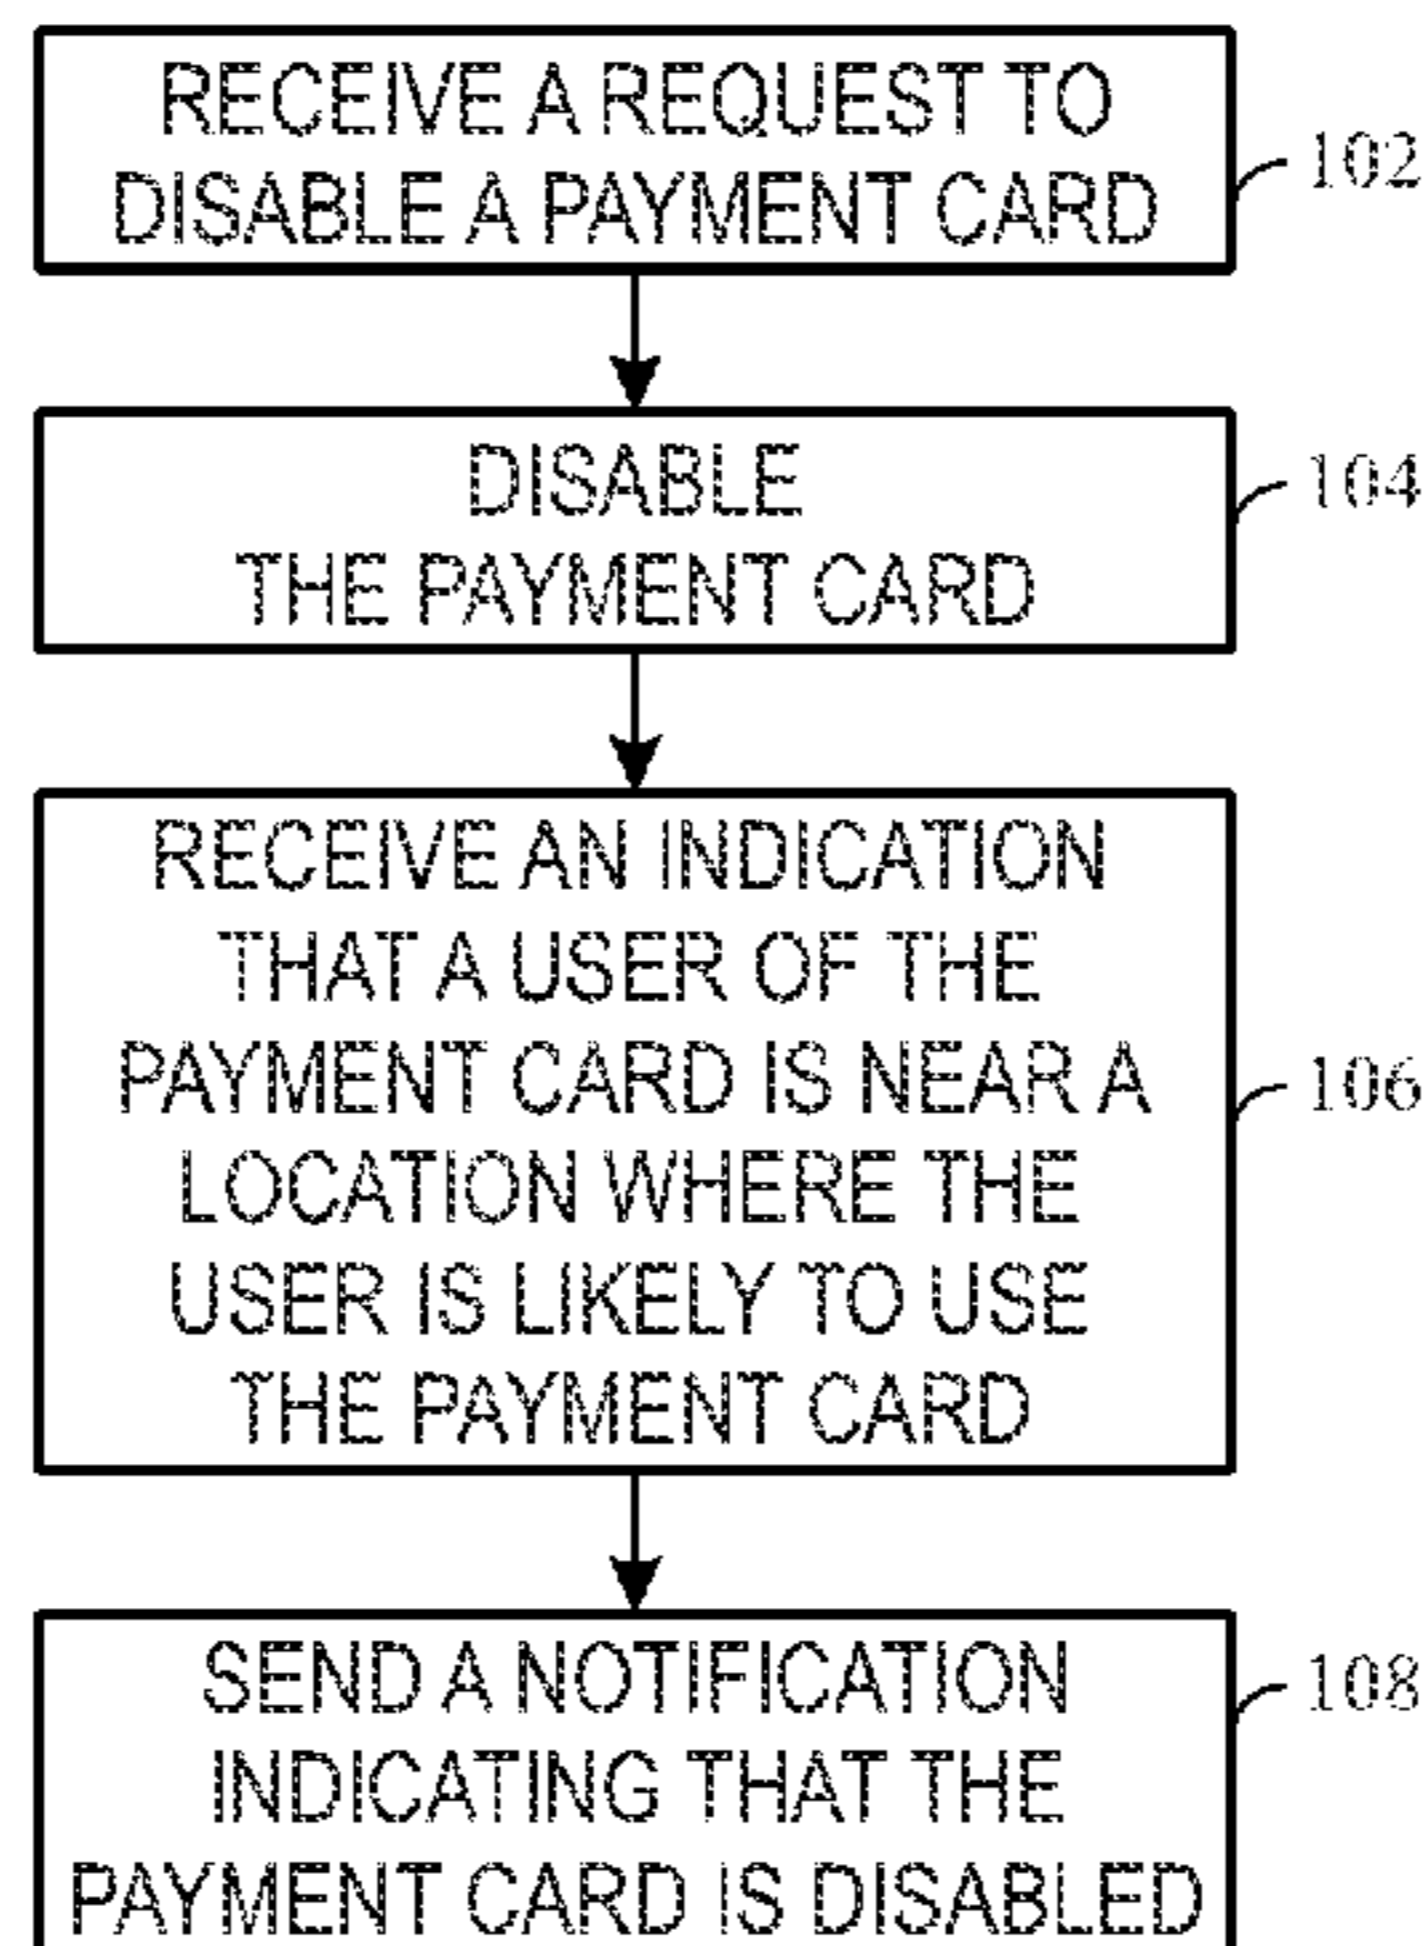 RECEIVE A REQUEST TO
DISABLE A PAYMENT CARD
102
DISABLE
THE PAYMENT CARD
104
RECEIVE AN INDICATION
THAT A USER OF THE
PAYMENT CARD IS NEAR A
LOCATION WHERE THE
USER IS LIKELY TO USE
THE PAYMENT CARD
106
SEND A NOTIFICATION
INDICATING THAT THE
PAYMENT CARD IS DISABLED
108